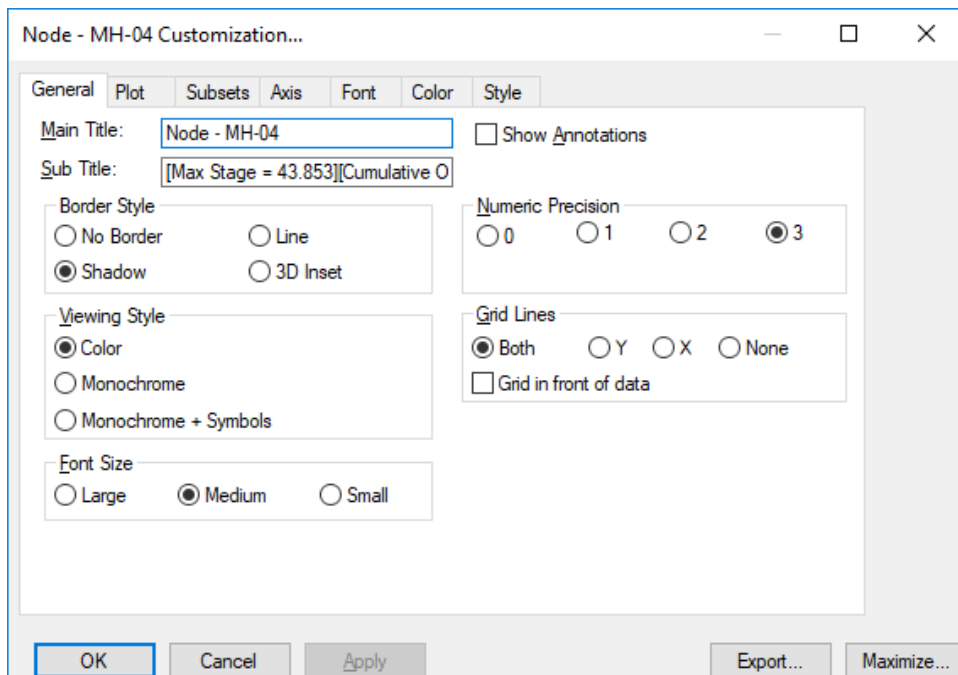 Node - MH-04 Customization...
General Plot Subsets Axis Font Color Style
Main Title: Node - MH-04 Show Annotations
Sub Title: [Max Stage = 43.853][Cumulative O
Border Style
No Border Line
Shadow 3D Inset
Numeric Precision
0 1 2 3
Viewing Style
Color
Monochrome
Monochrome + Symbols
Grid Lines
Both Y X None
Grid in front of data
Font Size
Large Medium Small
OK Cancel Apply Export... Maximize...